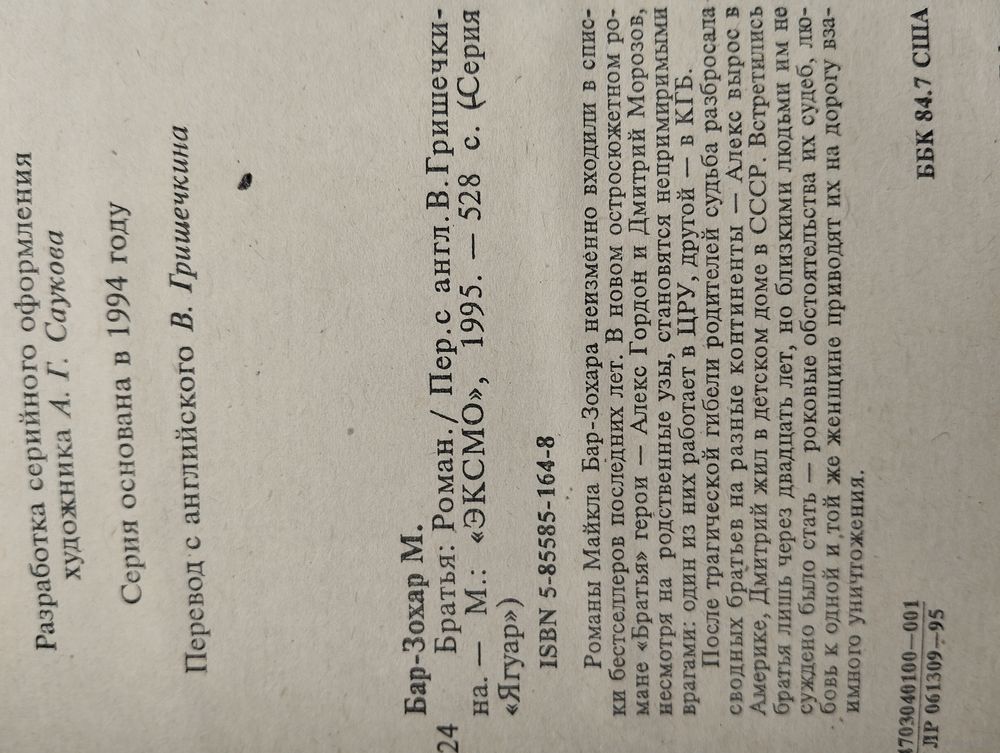 Разработка серийного оформления
художника А. Г. Саукова
Серия основана в 1994 году
Перевод с английского В. Гришечкина
Бар-Зохар М.
24 Братья: Роман./ Пер.с англ.В.Гришечки-
на. — М.: «ЭКСМО», 1995. — 528 с. (Серия
«Ягуар»)
ISBN 5-85585-164-8
Романы Майкла Бар-Зохара неизменно входили в спис-
ки бестселлеров последних лет. В новом остросюжетном ро-
мане «Братья» герои — Алекс Гордон и Дмитрий Морозов,
несмотря на родственные узы, становятся непримиримыми
врагами: один из них работает в ЦРУ, другой — в КГБ.
После трагической гибели родителей судьба разбросала
сводных братьев на разные континенты — Алекс вырос в
Америке, Дмитрий жил в детском доме в СССР. Встретились
братья лишь через двадцать лет, но близкими людьми им не
суждено было стать — роковые обстоятельства их судеб, лю-
бовь к одной и той же женщине приводят их на дорогу вза-
имного уничтожения.
4703040100—001
ЛР 061309—95
ББК 84.7 США